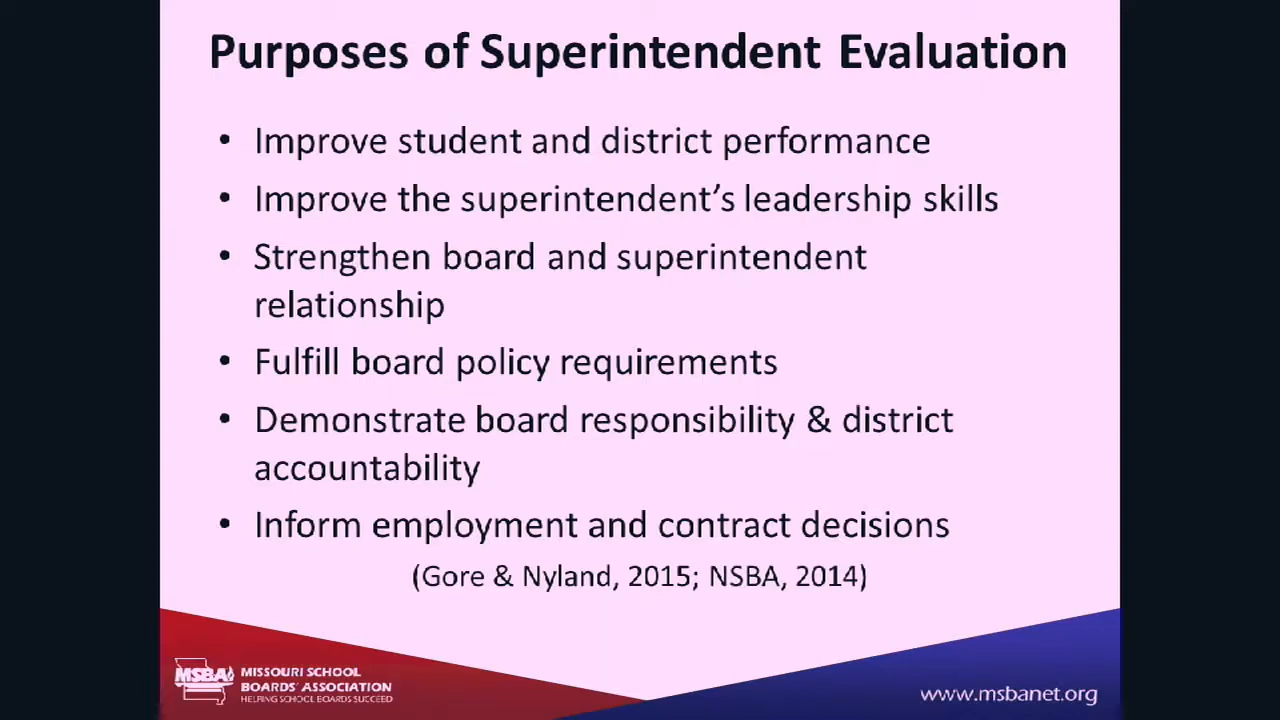 Purposes of Superintendent Evaluation
• Improve student and district performance
• Improve the superintendent’s leadership skills
• Strengthen board and superintendent
relationship
• Fulfill board policy requirements
• Demonstrate board responsibility & district
accountability
• Inform employment and contract decisions
(Gore & Nyland, 2015; NSBA, 2014)
MSBA
MISSOURI SCHOOL
BOARDS' ASSOCIATION
HELPING SCHOOL BOARDS SUCCEED
www.msbanet.org